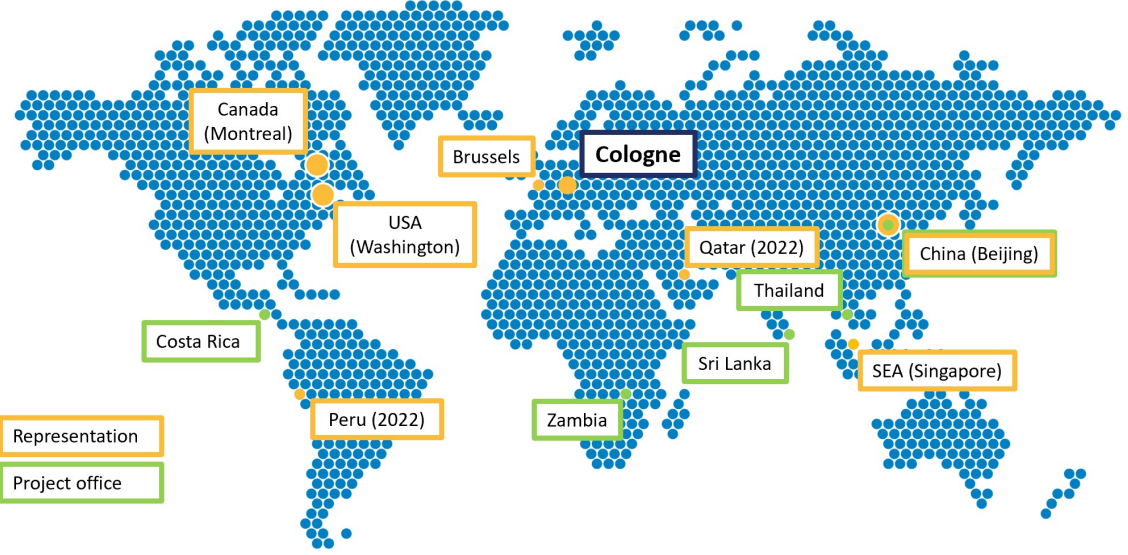 Canada
(Montreal)
Brussels
Cologne
USA
(Washington)
Qatar (2022)
China (Beijing)
Thailand
Costa Rica
Sri Lanka
SEA (Singapore)
Peru (2022)
Zambia
Representation
Project office